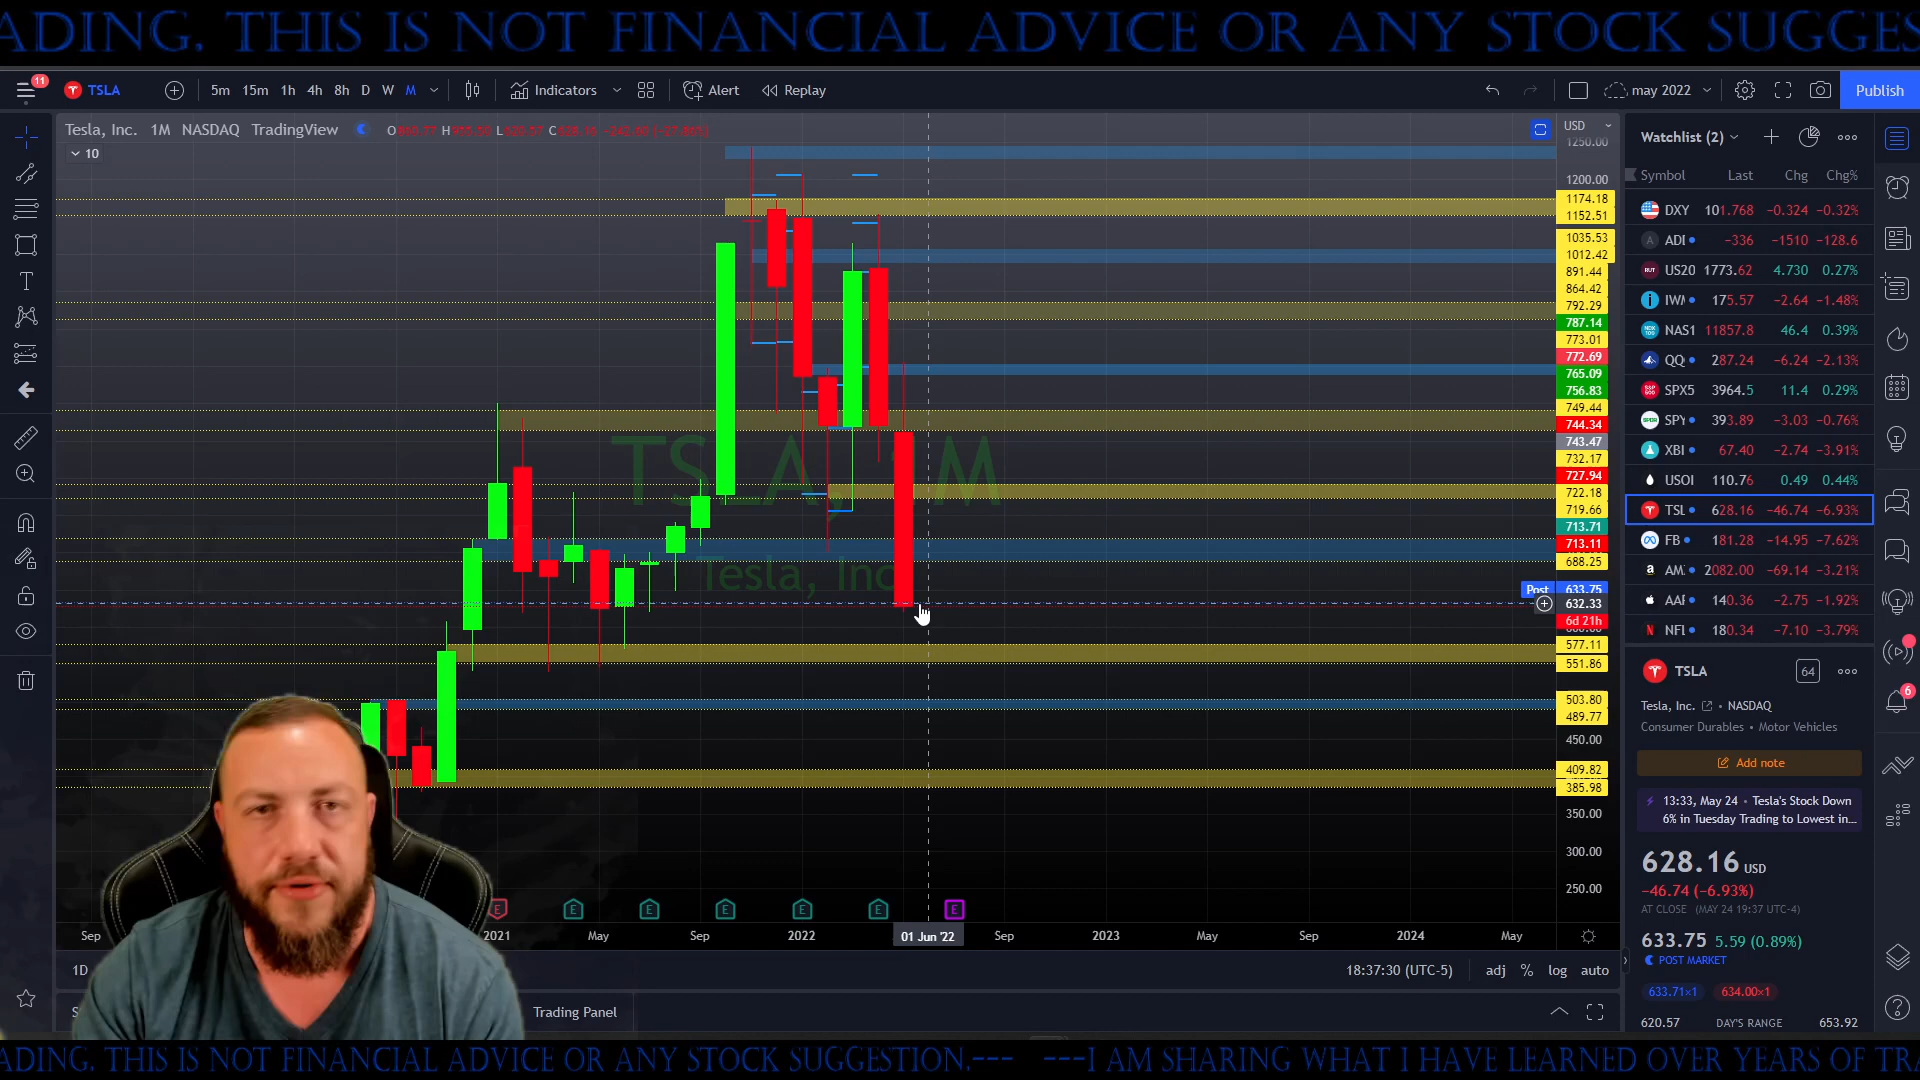 ADING. THIS IS NOT FINANCIAL ADVICE OR ANY STOCK SUGGES
11
TSLA
5m 15m 1h 4h 8h D W M
Indicators
Alert
Replay
may 2022
Publish
Tesla, Inc. 1M NASDAQ TradingView
10
TSLA, 1M
Tesla, Inc
USD
1250.00
1200.00
1174.18
1152.51
1035.53
1012.42
891.44
864.42
792.29
787.14
773.01
772.69
765.09
756.83
749.44
744.34
743.47
732.17
727.94
722.18
719.66
713.71
713.11
688.25
Post 633.75
632.33
6d 21h
577.11
551.86
503.80
489.77
450.00
409.82
385.98
350.00
300.00
250.00
E E E E E E E
Sep 2021 May Sep 2022 01 Jun '22 Sep 2023 May Sep 2024 May
1D
18:37:30 (UTC-5) adj % log auto
Trading Panel
Watchlist (2)
Symbol Last Chg Chg%
DXY 101.768 -0.324 -0.32%
ADI -336 -1510 -128.6
US20 1773.62 4.730 0.27%
IWM 175.57 -2.64 -1.48%
NAS1 11857.8 46.4 0.39%
QQ 287.24 -6.24 -2.13%
SPX5 3964.5 11.4 0.29%
SPY 393.89 -3.03 -0.76%
XBI 67.40 -2.74 -3.91%
USOI 110.76 0.49 0.44%
TSL 628.16 -46.74 -6.93%
FB 181.28 -14.95 -7.62%
AM 2082.00 -69.14 -3.21%
AAF 140.36 -2.75 -1.92%
NFL 180.34 -7.10 -3.79%
TSLA
64
Tesla, Inc. • NASDAQ
Consumer Durables • Motor Vehicles
Add note
13:33, May 24 • Tesla's Stock Down
6% in Tuesday Trading to Lowest in...
628.16 USD
-46.74 (-6.93%)
AT CLOSE (MAY 24 19:37 UTC-4)
633.75 5.59 (0.89%)
POST MARKET
633.71×1 634.00×1
620.57 DAY'S RANGE 653.92
6
ADING. THIS IS NOT FINANCIAL ADVICE OR ANY STOCK SUGGESTION.--- ---I AM SHARING WHAT I HAVE LEARNED OVER YEARS OF TRA